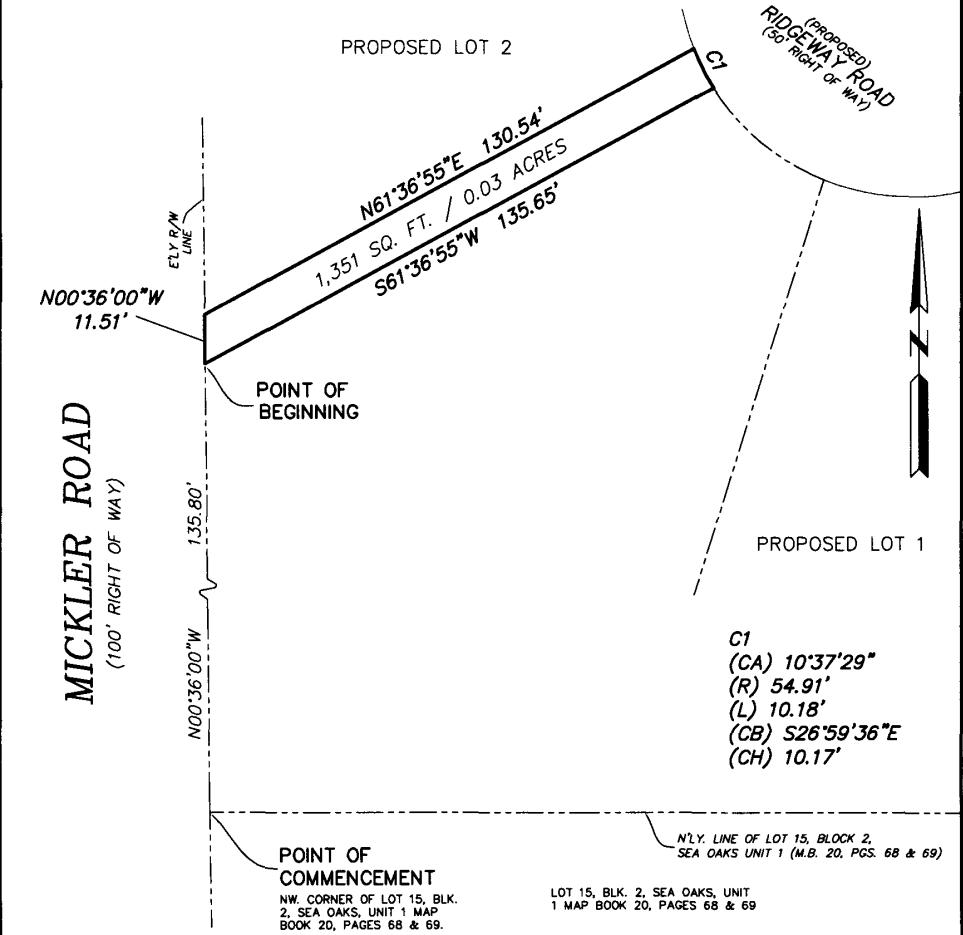 PROPOSED LOT 2
(PROPOSED)
RIDGEWAY ROAD
(50' RIGHT OF WAY)
C1
N61°36'55"E 130.54'
1,351 SQ. FT. / 0.03 ACRES
S61°36'55"W 135.65'
E'LY R/W
LINE
N00°36'00"W
11.51'
POINT OF
BEGINNING
N
MICKLER ROAD
(100' RIGHT OF WAY)
135.80'
N00°36'00"W
PROPOSED LOT 1
C1
(CA) 10°37'29"
(R) 54.91'
(L) 10.18'
(CB) S26°59'36"E
(CH) 10.17'
N'LY. LINE OF LOT 15, BLOCK 2,
SEA OAKS UNIT 1 (M.B. 20, PGS. 68 & 69)
POINT OF
COMMENCEMENT
NW. CORNER OF LOT 15, BLK.
2, SEA OAKS, UNIT 1 MAP
BOOK 20, PAGES 68 & 69.
LOT 15, BLK. 2, SEA OAKS, UNIT
1 MAP BOOK 20, PAGES 68 & 69